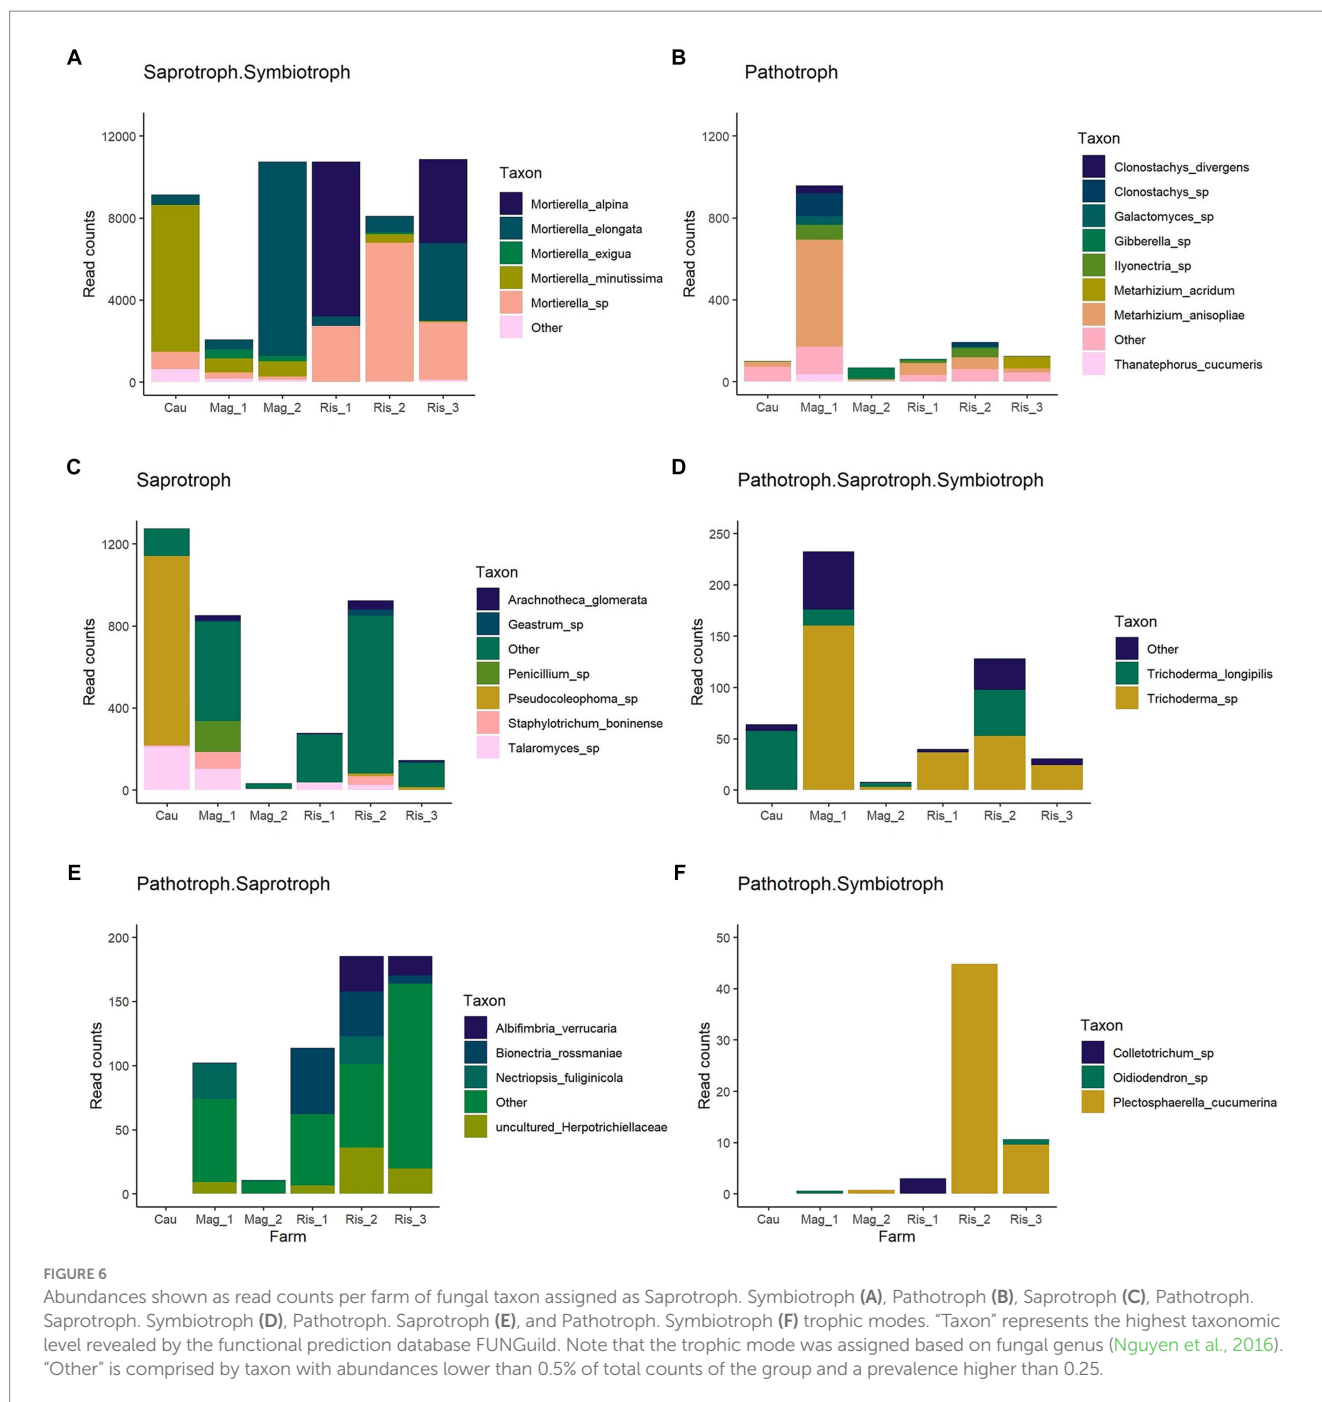 A
Saprotroph.Symbiotroph
Read counts
12000
8000
4000
0
Cau Mag_1 Mag_2 Ris_1 Ris_2 Ris_3
Taxon
Mortierella_alpina
Mortierella_elongata
Mortierella_exigua
Mortierella_minutissima
Mortierella_sp
Other
B
Pathotroph
Read counts
1200
800
400
0
Cau Mag_1 Mag_2 Ris_1 Ris_2 Ris_3
Taxon
Clonostachys_divergens
Clonostachys_sp
Galactomyces_sp
Gibberella_sp
Ilyonectria_sp
Metarhizium_acridum
Metarhizium_anisopliae
Other
Thanatephorus_cucumeris
C
Saprotroph
Read counts
1200
800
400
0
Cau Mag_1 Mag_2 Ris_1 Ris_2 Ris_3
Taxon
Arachnotheca_glomerata
Geastrum_sp
Other
Penicillium_sp
Pseudocoleophoma_sp
Staphylotrichum_boninense
Talaromyces_sp
D
Pathotroph.Saprotroph.Symbiotroph
Read counts
250
200
150
100
50
0
Cau Mag_1 Mag_2 Ris_1 Ris_2 Ris_3
Taxon
Other
Trichoderma_longipilis
Trichoderma_sp
E
Pathotroph.Saprotroph
Read counts
200
150
100
50
0
Cau Mag_1 Mag_2 Ris_1 Ris_2 Ris_3
Farm
Taxon
Albifimbria_verrucaria
Bionectria_rossmaniae
Nectriopsis_fuliginicola
Other
uncultured_Herpotrichiellaceae
F
Pathotroph.Symbiotroph
Read counts
50
40
30
20
10
0
Cau Mag_1 Mag_2 Ris_1 Ris_2 Ris_3
Farm
Taxon
Colletotrichum_sp
Oidiodendron_sp
Plectosphaerella_cucumerina
FIGURE 6
Abundances shown as read counts per farm of fungal taxon assigned as Saprotroph. Symbiotroph (A), Pathotroph (B), Saprotroph (C), Pathotroph.
Saprotroph. Symbiotroph (D), Pathotroph. Saprotroph (E), and Pathotroph. Symbiotroph (F) trophic modes. “Taxon” represents the highest taxonomic
level revealed by the functional prediction database FUNGuild. Note that the trophic mode was assigned based on fungal genus (Nguyen et al., 2016).
“Other” is comprised by taxon with abundances lower than 0.5% of total counts of the group and a prevalence higher than 0.25.